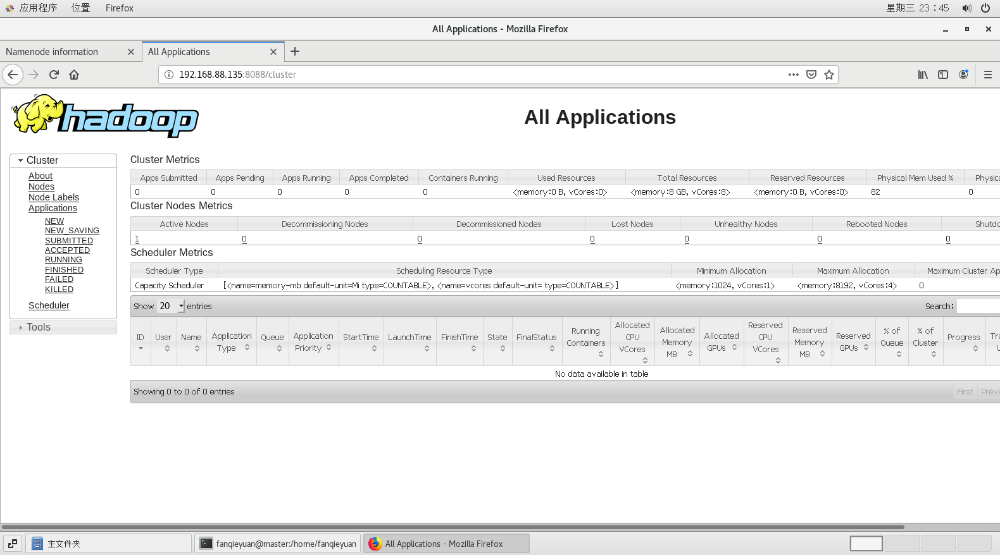 应用程序 位置 Firefox 星期三 23：45
All Applications - Mozilla Firefox
Namenode information All Applications
192.168.88.135:8088/cluster
hadoop
All Applications
Cluster
About
Nodes
Node Labels
Applications
NEW
NEW_SAVING
SUBMITTED
ACCEPTED
RUNNING
FINISHED
FAILED
KILLED
Scheduler
Tools
Cluster Metrics
Apps Submitted Apps Pending Apps Running Apps Completed Containers Running Used Resources Total Resources Reserved Resources Physical Mem Used %
0 0 0 0 0 <memory:0 B, vCores:0> <memory:8 GB, vCores:8> <memory:0 B, vCores:0> 82 0
Cluster Nodes Metrics
Active Nodes Decommissioning Nodes Decommissioned Nodes Lost Nodes Unhealthy Nodes Rebooted Nodes
1 0 0 0 0 0 0
Scheduler Metrics
Scheduler Type Scheduling Resource Type Minimum Allocation Maximum Allocation Maximum Cluster
Capacity Scheduler [<name=memory-mb default-unit=Mi type=COUNTABLE>, <name=vcores default-unit= type=COUNTABLE>] <memory:1024, vCores:1> <memory:8192, vCores:4> 0
Show 20 entries Search:
ID User Name Application Type Queue Application Priority StartTime LaunchTime FinishTime State FinalStatus Running Containers Allocated CPU VCores Allocated Memory MB Allocated GPUs Reserved CPU VCores Reserved Memory MB Reserved GPUs % of Queue % of Cluster Progress
No data available in table
Showing 0 to 0 of 0 entries First
主文件夹 fanqieyuan@master:/home/fanqieyuan All Applications - Mozilla Firefox